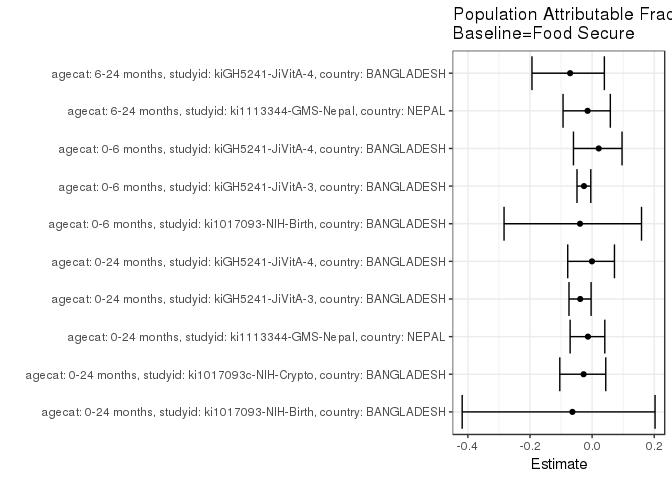 Population Attributable Frac
Baseline=Food Secure
agecat: 6-24 months, studyid: kiGH5241-JiVitA-4, country: BANGLADESH
agecat: 6-24 months, studyid: ki1113344-GMS-Nepal, country: NEPAL
agecat: 0-6 months, studyid: kiGH5241-JiVitA-4, country: BANGLADESH
agecat: 0-6 months, studyid: kiGH5241-JiVitA-3, country: BANGLADESH
agecat: 0-6 months, studyid: ki1017093-NIH-Birth, country: BANGLADESH
agecat: 0-24 months, studyid: kiGH5241-JiVitA-4, country: BANGLADESH
agecat: 0-24 months, studyid: kiGH5241-JiVitA-3, country: BANGLADESH
agecat: 0-24 months, studyid: ki1113344-GMS-Nepal, country: NEPAL
agecat: 0-24 months, studyid: ki1017093c-NIH-Crypto, country: BANGLADESH
agecat: 0-24 months, studyid: ki1017093-NIH-Birth, country: BANGLADESH
-0.4 -0.2 0.0 0.2
Estimate